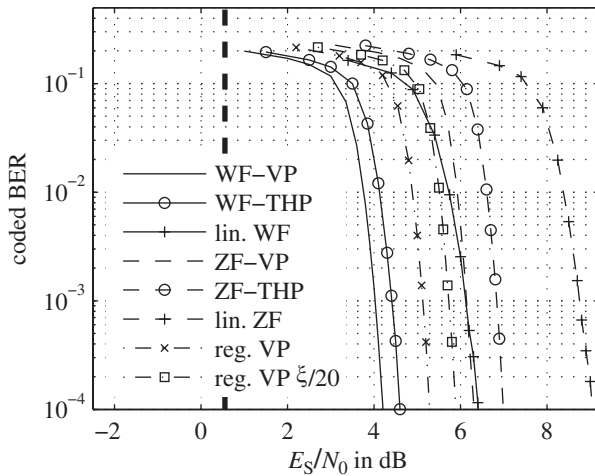 10^-1
10^-2
10^-3
10^-4
coded BER
WF-VP
WF-THP
lin. WF
ZF-VP
ZF-THP
lin. ZF
reg. VP
reg. VP ξ/20
-2 0 2 4 6 8
E_S/N_0 in dB